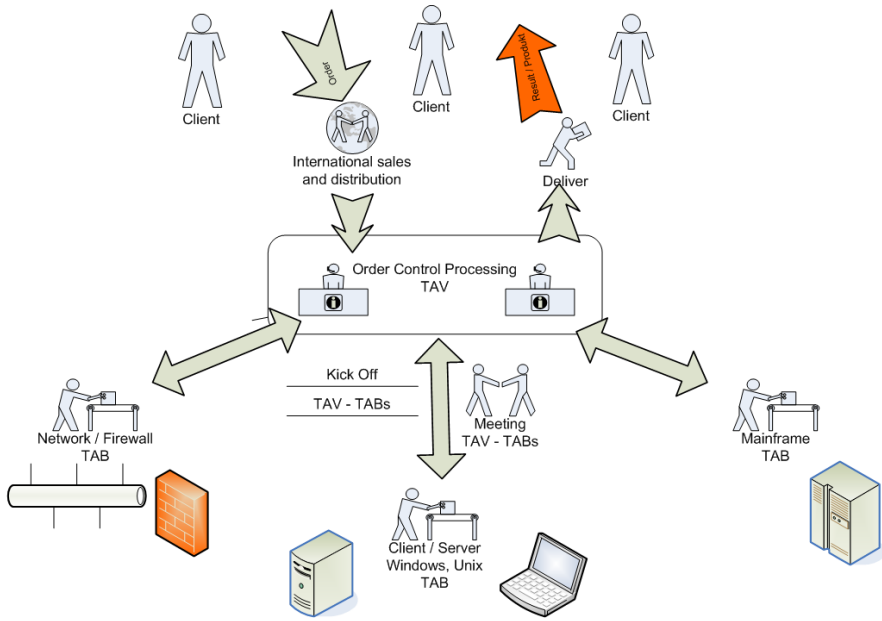 Order
Result / Produkt
Client
Client
Client
International sales
and distribution
Deliver
Order Control Processing
TAV
Kick Off
TAV - TABs
Meeting
TAV - TABs
Network / Firewall
TAB
Mainframe
TAB
Client / Server
Windows, Unix
TAB